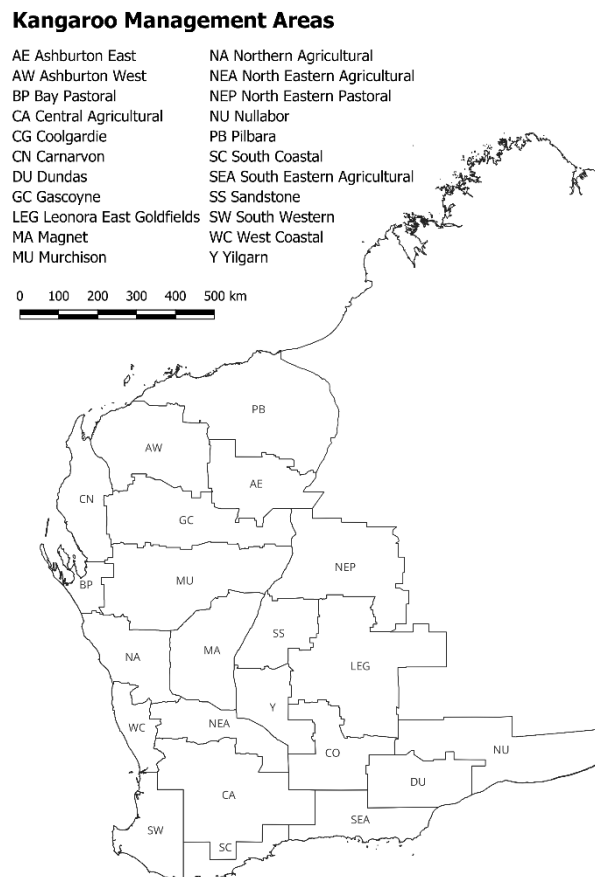 Kangaroo Management Areas
AE Ashburton East
AW Ashburton West
BP Bay Pastoral
CA Central Agricultural
CG Coolgardie
CN Carnarvon
DU Dundas
GC Gascoyne
LEG Leonora East Goldfields
MA Magnet
MU Murchison
NA Northern Agricultural
NEA North Eastern Agricultural
NEP North Eastern Pastoral
NU Nullabor
PB Pilbara
SC South Coastal
SEA South Eastern Agricultural
SS Sandstone
SW South Western
WC West Coastal
Y Yilgarn
0 100 200 300 400 500 km
PB
AW
AE
CN
GC
NEP
BP
MU
SS
MA
NA
LEG
Y
NEA
WC
NU
CO
DU
CA
SEA
SW
SC